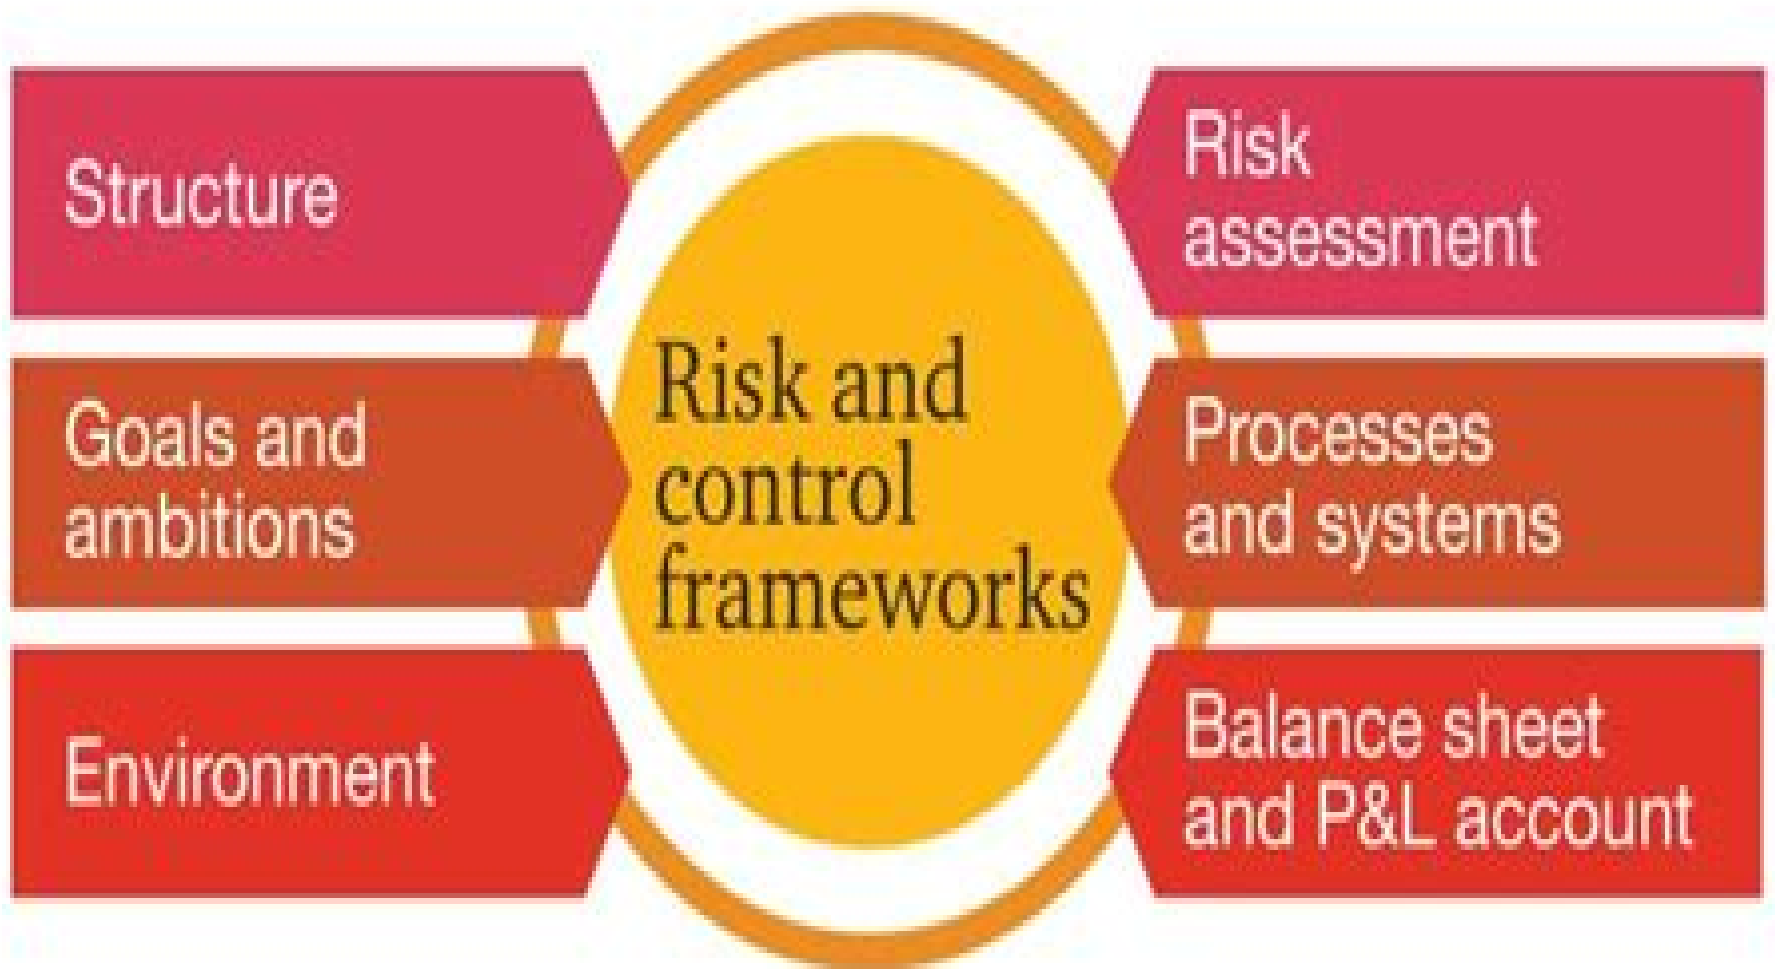 Structure
Goals and
ambitions
Environment
Risk and
control
frameworks
Risk
assessment
Processes
and systems
Balance sheet
and P&L account